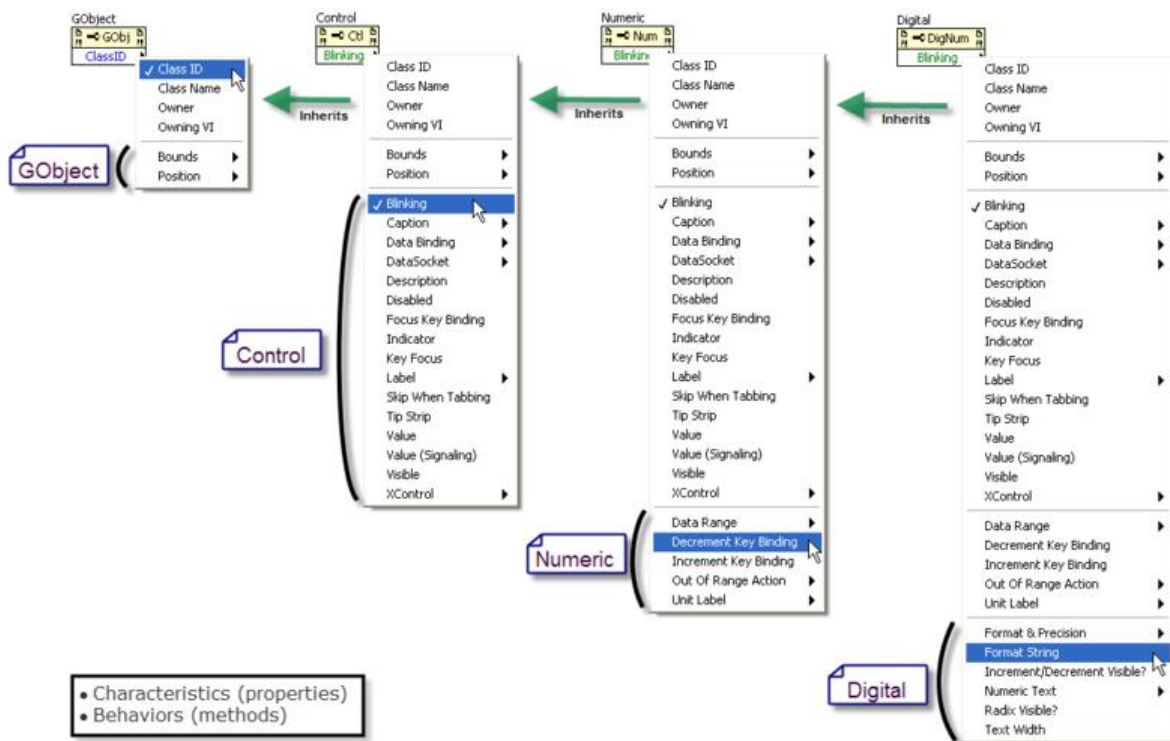 GObject
GObj
ClassID
✓ Class ID
Class Name
Owner
Owning VI
Bounds
Position
GObject
Inherits
Control
Ctl
Blinking
Class ID
Class Name
Owner
Owning VI
Bounds
Position
✓ Blinking
Caption
Data Binding
DataSocket
Description
Disabled
Focus Key Binding
Indicator
Key Focus
Label
Skip When Tabbing
Tip Strip
Value
Value (Signaling)
Visible
XControl
Control
Inherits
Numeric
Num
Blinking
Class ID
Class Name
Owner
Owning VI
Bounds
Position
✓ Blinking
Caption
Data Binding
DataSocket
Description
Disabled
Focus Key Binding
Indicator
Key Focus
Label
Skip When Tabbing
Tip Strip
Value
Value (Signaling)
Visible
XControl
Data Range
Decrement Key Binding
Increment Key Binding
Out Of Range Action
Unit Label
Numeric
Inherits
Digital
DigNum
Blinking
Class ID
Class Name
Owner
Owning VI
Bounds
Position
✓ Blinking
Caption
Data Binding
DataSocket
Description
Disabled
Focus Key Binding
Indicator
Key Focus
Label
Skip When Tabbing
Tip Strip
Value
Value (Signaling)
Visible
XControl
Data Range
Decrement Key Binding
Increment Key Binding
Out Of Range Action
Unit Label
Format & Precision
Format String
Increment/Decrement Visible?
Numeric Text
Radix Visible?
Text Width
Digital
• Characteristics (properties)
• Behaviors (methods)